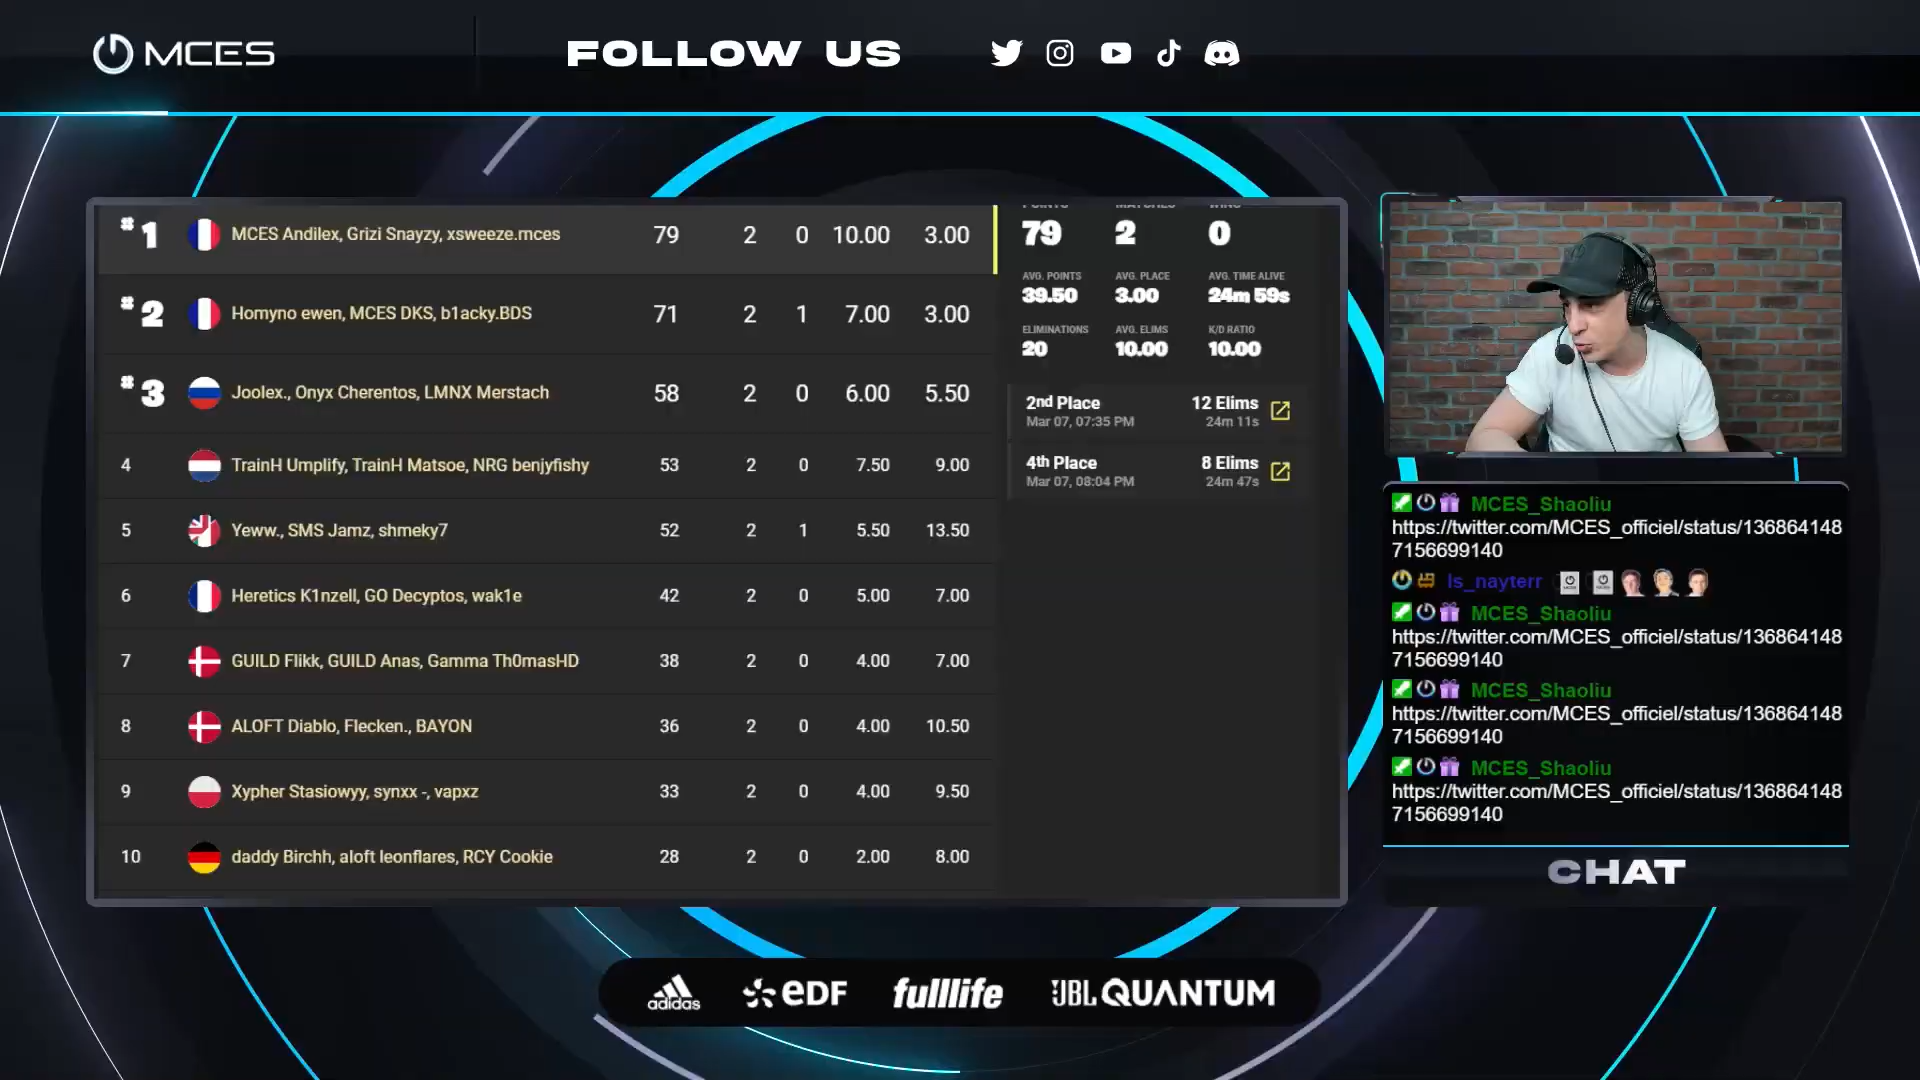 MCES
FOLLOW US
#1 MCES Andilex, Grizi Snayzy, xsweeze.mces 79 2 0 10.00 3.00
#2 Homyno ewen, MCES DKS, b1acky.BDS 71 2 1 7.00 3.00
#3 Joolex., Onyx Cherentos, LMNX Merstach 58 2 0 6.00 5.50
4 TrainH Umplify, TrainH Matsoe, NRG benjyfishy 53 2 0 7.50 9.00
5 Yeww., SMS Jamz, shmeky7 52 2 1 5.50 13.50
6 Heretics K1nzell, GO Decyptos, wak1e 42 2 0 5.00 7.00
7 GUILD Flikk, GUILD Anas, Gamma Th0masHD 38 2 0 4.00 7.00
8 ALOFT Diablo, Flecken., BAYON 36 2 0 4.00 10.50
9 Xypher Stasiowyy, synxx -, vapxz 33 2 0 4.00 9.50
10 daddy Birchh, aloft leonflares, RCY Cookie 28 2 0 2.00 8.00
POINTS MATCHES WINS
79 2 0
AVG. POINTS AVG. PLACE AVG. TIME ALIVE
39.50 3.00 24m 59s
ELIMINATIONS AVG. ELIMS K/D RATIO
20 10.00 10.00
2nd Place 12 Elims
Mar 07, 07:35 PM 24m 11s
4th Place 8 Elims
Mar 07, 08:04 PM 24m 47s
MCES_Shaoliu
https://twitter.com/MCES_officiel/status/136864148
7156699140
ls_nayterr
MCES_Shaoliu
https://twitter.com/MCES_officiel/status/136864148
7156699140
MCES_Shaoliu
https://twitter.com/MCES_officiel/status/136864148
7156699140
MCES_Shaoliu
https://twitter.com/MCES_officiel/status/136864148
7156699140
CHAT
adidas eDF fulllife JBL QUANTUM